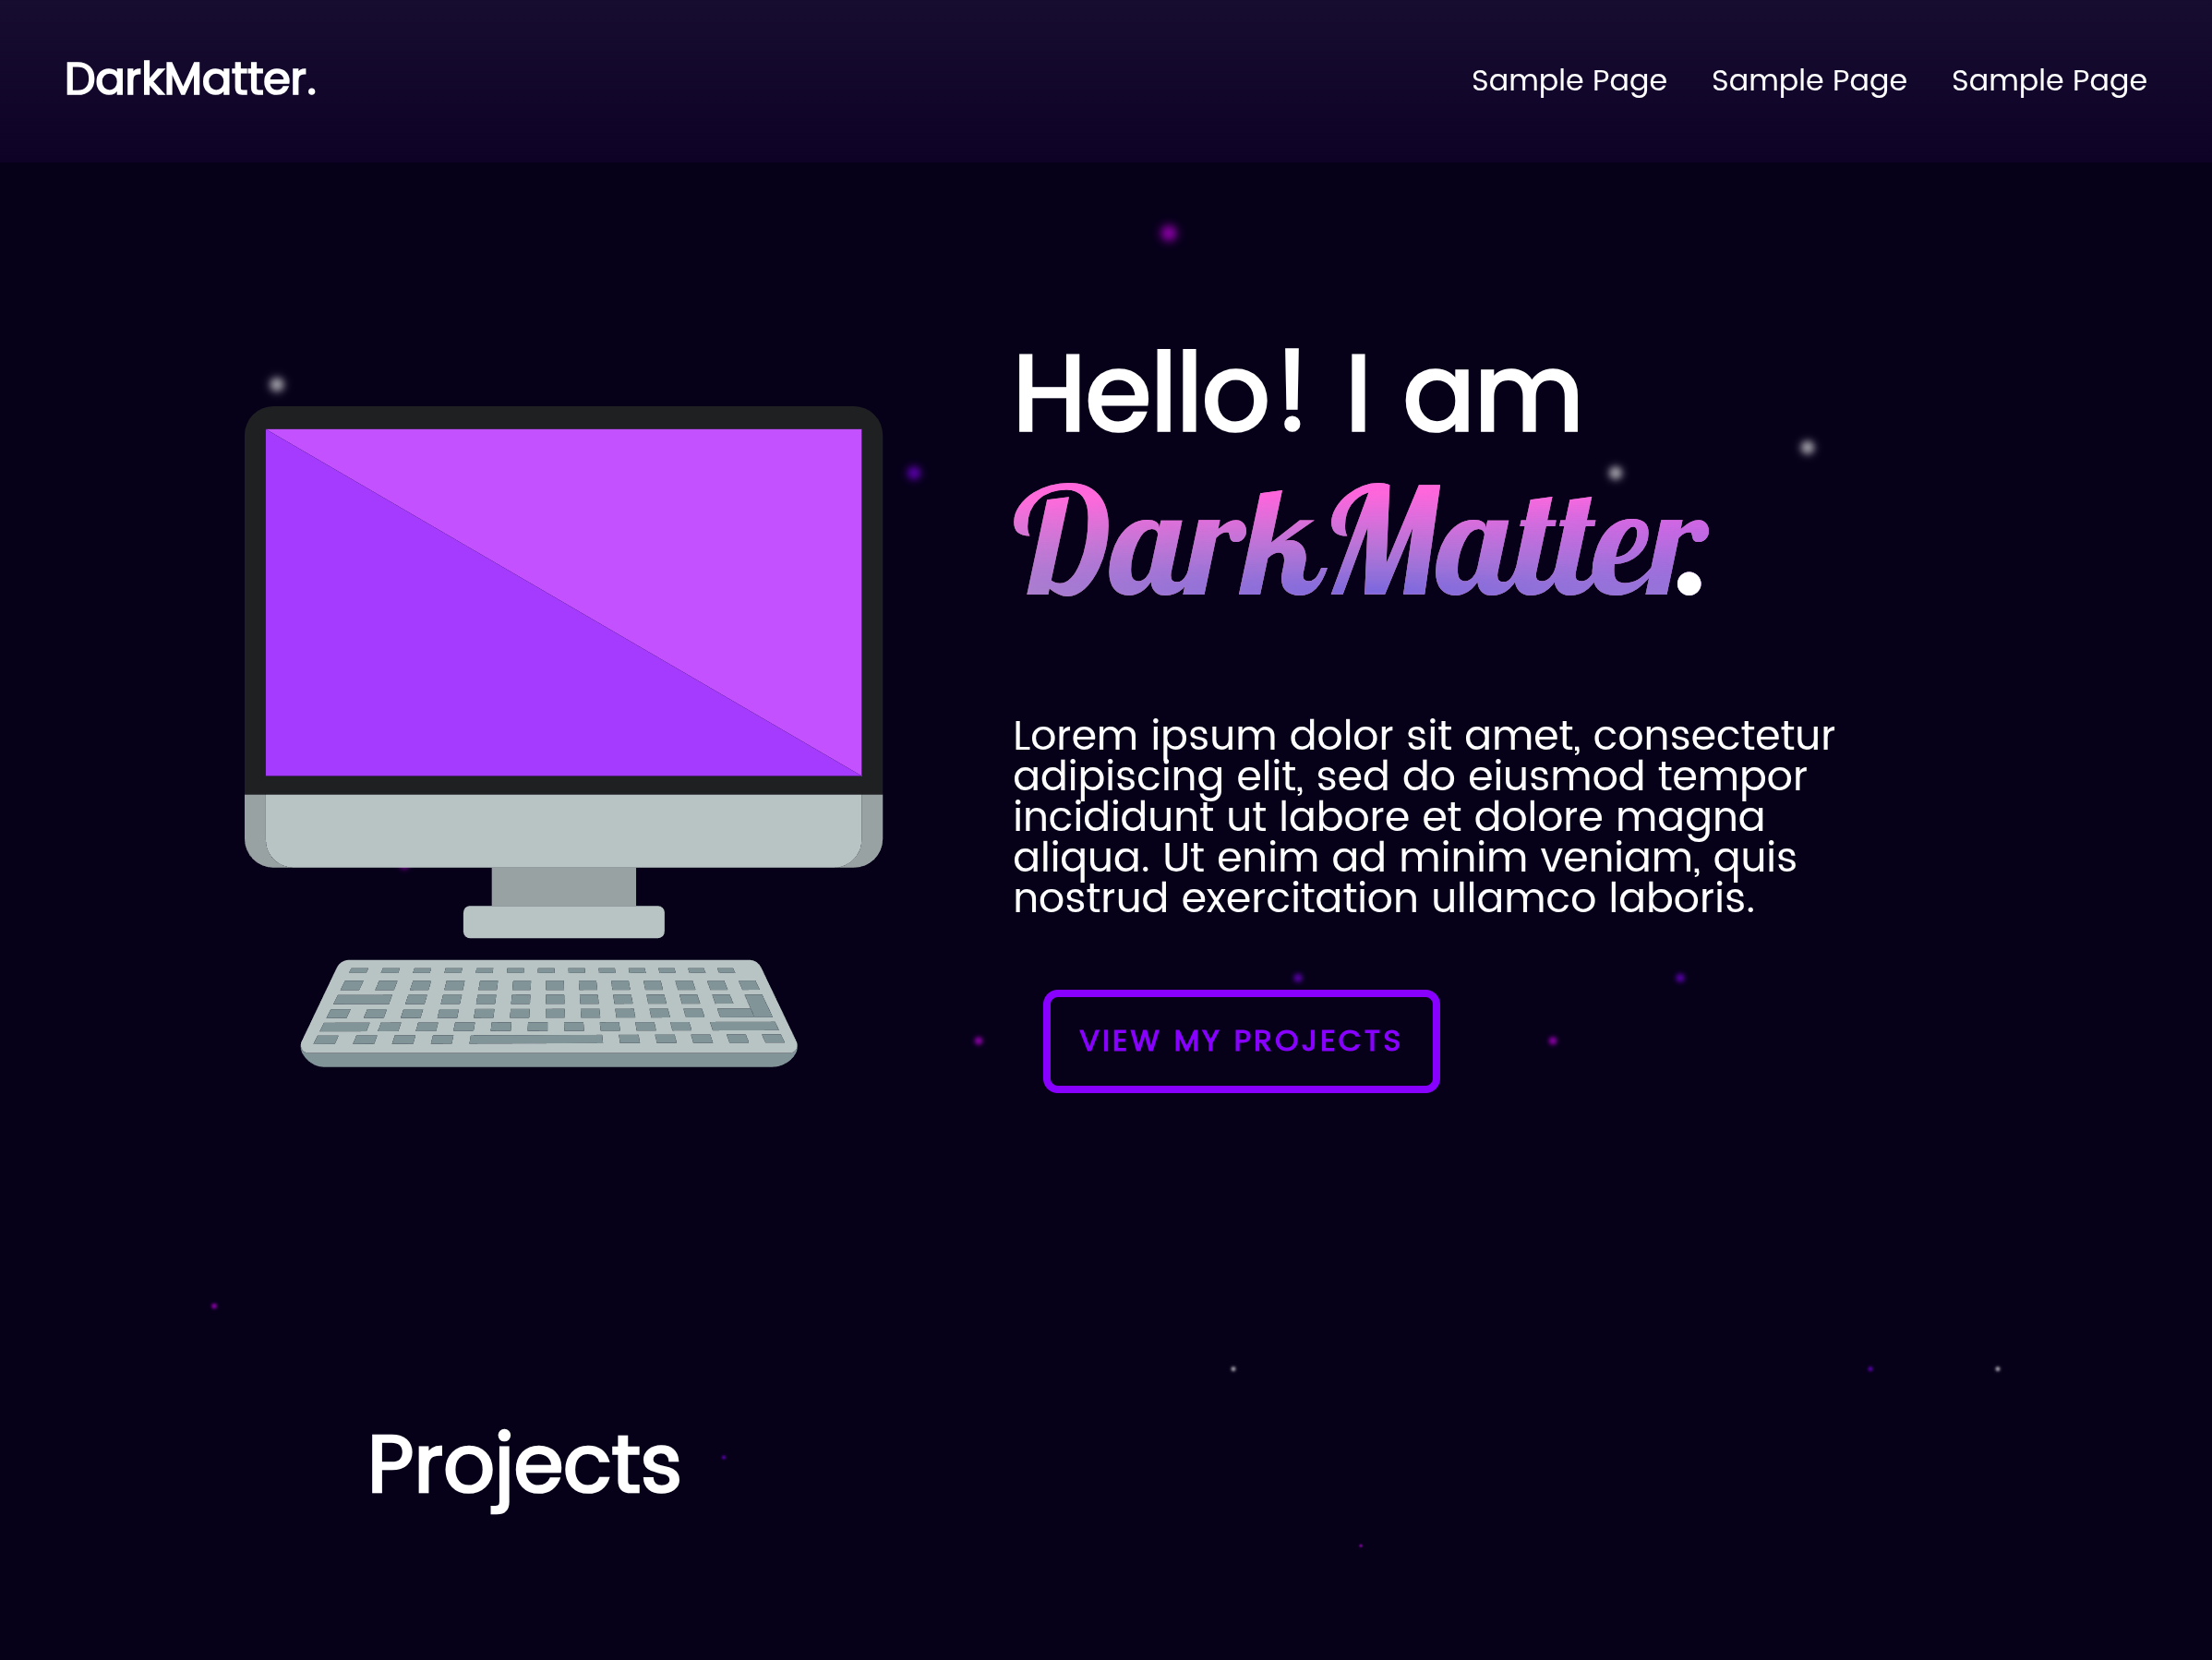 DarkMatter.
Sample Page Sample Page Sample Page
Hello! I am
DarkMatter.
Lorem ipsum dolor sit amet, consectetur
adipiscing elit, sed do eiusmod tempor
incididunt ut labore et dolore magna
aliqua. Ut enim ad minim veniam, quis
nostrud exercitation ullamco laboris.
VIEW MY PROJECTS
Projects